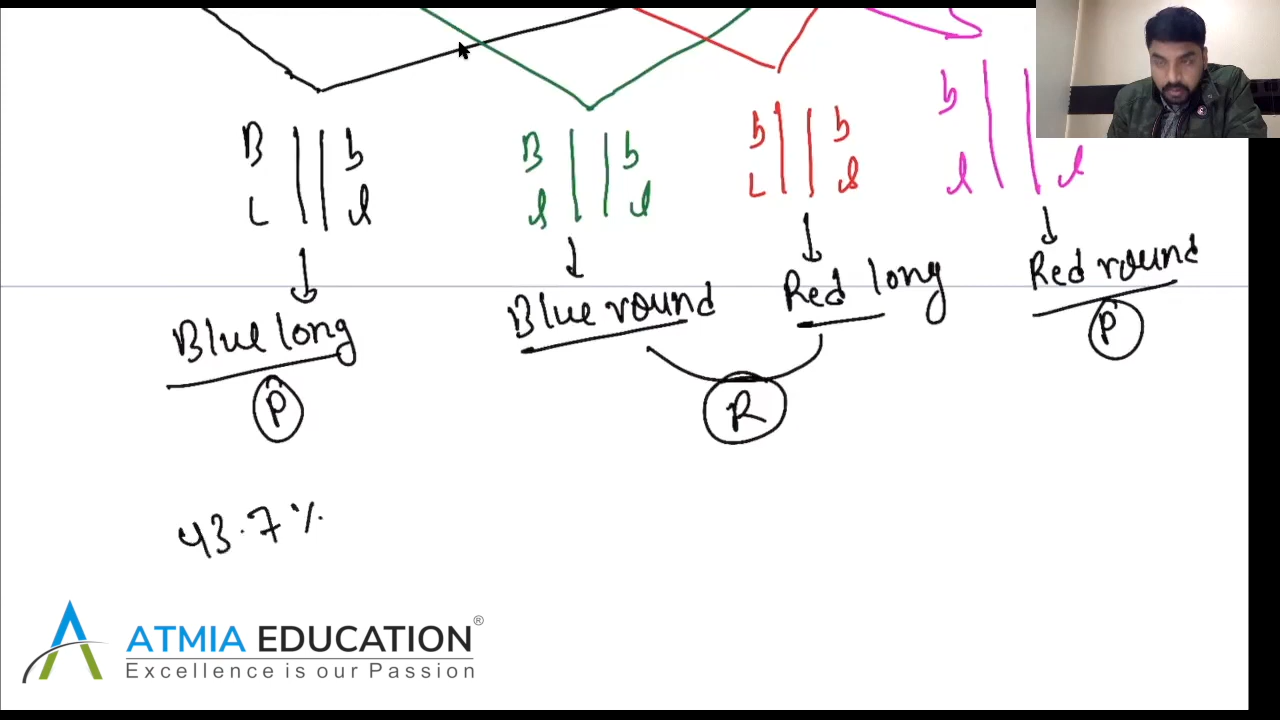 B b
L l
B b
l l
b b
L l
b
l l
Blue long
P
Blue round
Red long
R
Red round
P
43.7%
ATMIA EDUCATION®
Excellence is our Passion